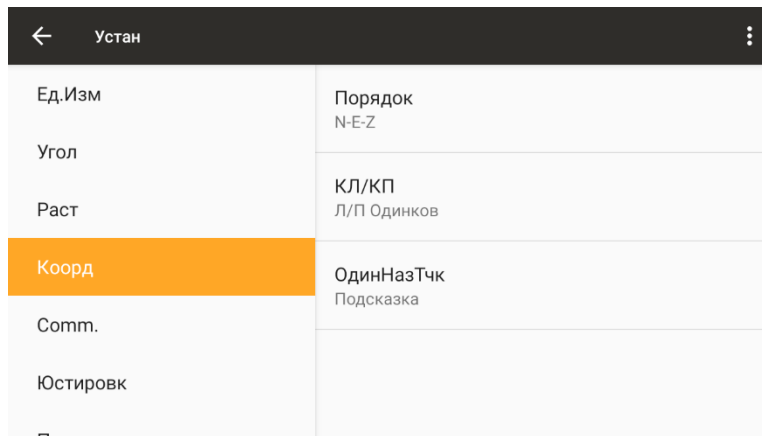 Устан
Ед.Изм
Угол
Раст
Коорд
Comm.
Юстировк
Порядок
N-E-Z
КЛ/КП
Л/П Одинков
ОдинНазТчк
Подсказка